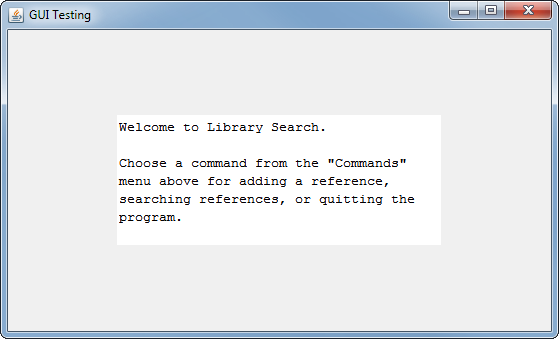 GUI Testing
Welcome to Library Search.
Choose a command from the "Commands"
menu above for adding a reference,
searching references, or quitting the
program.